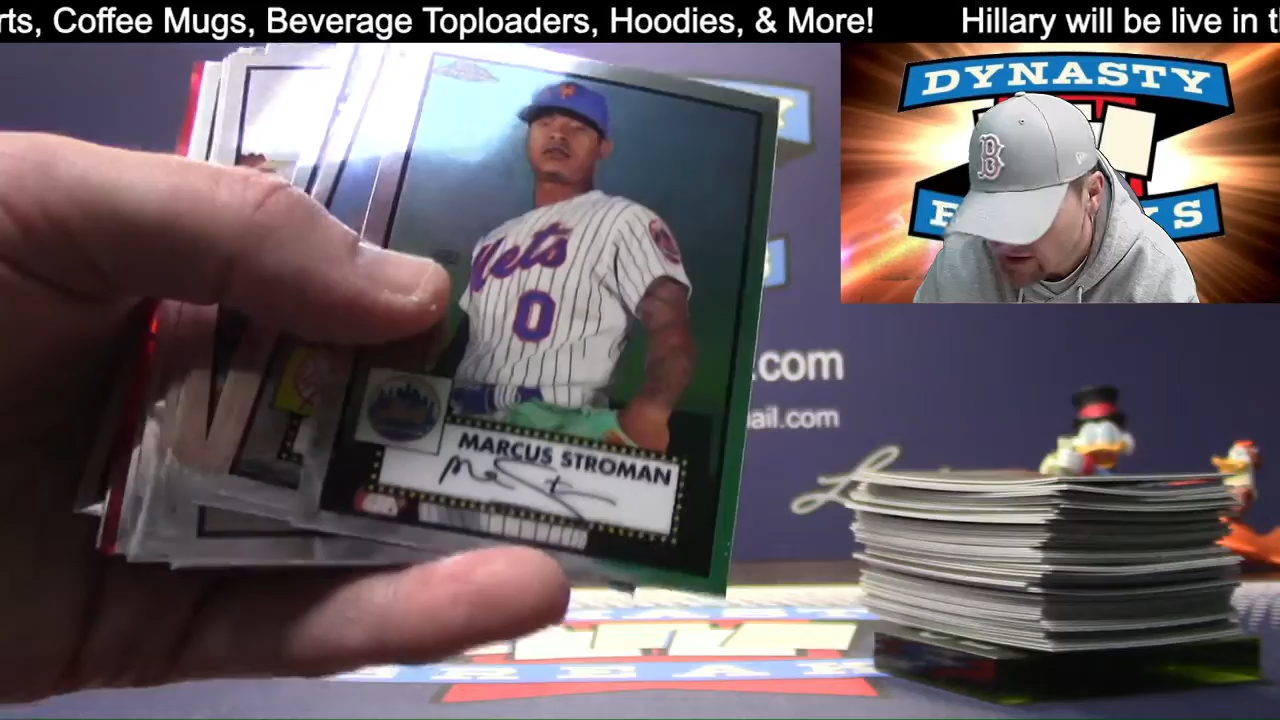 rts, Coffee Mugs, Beverage Toploaders, Hoodies, & More! Hillary will be live in t
DYNASTY
B
KS
Mets
0
MARCUS STROMAN
.com
ail.com